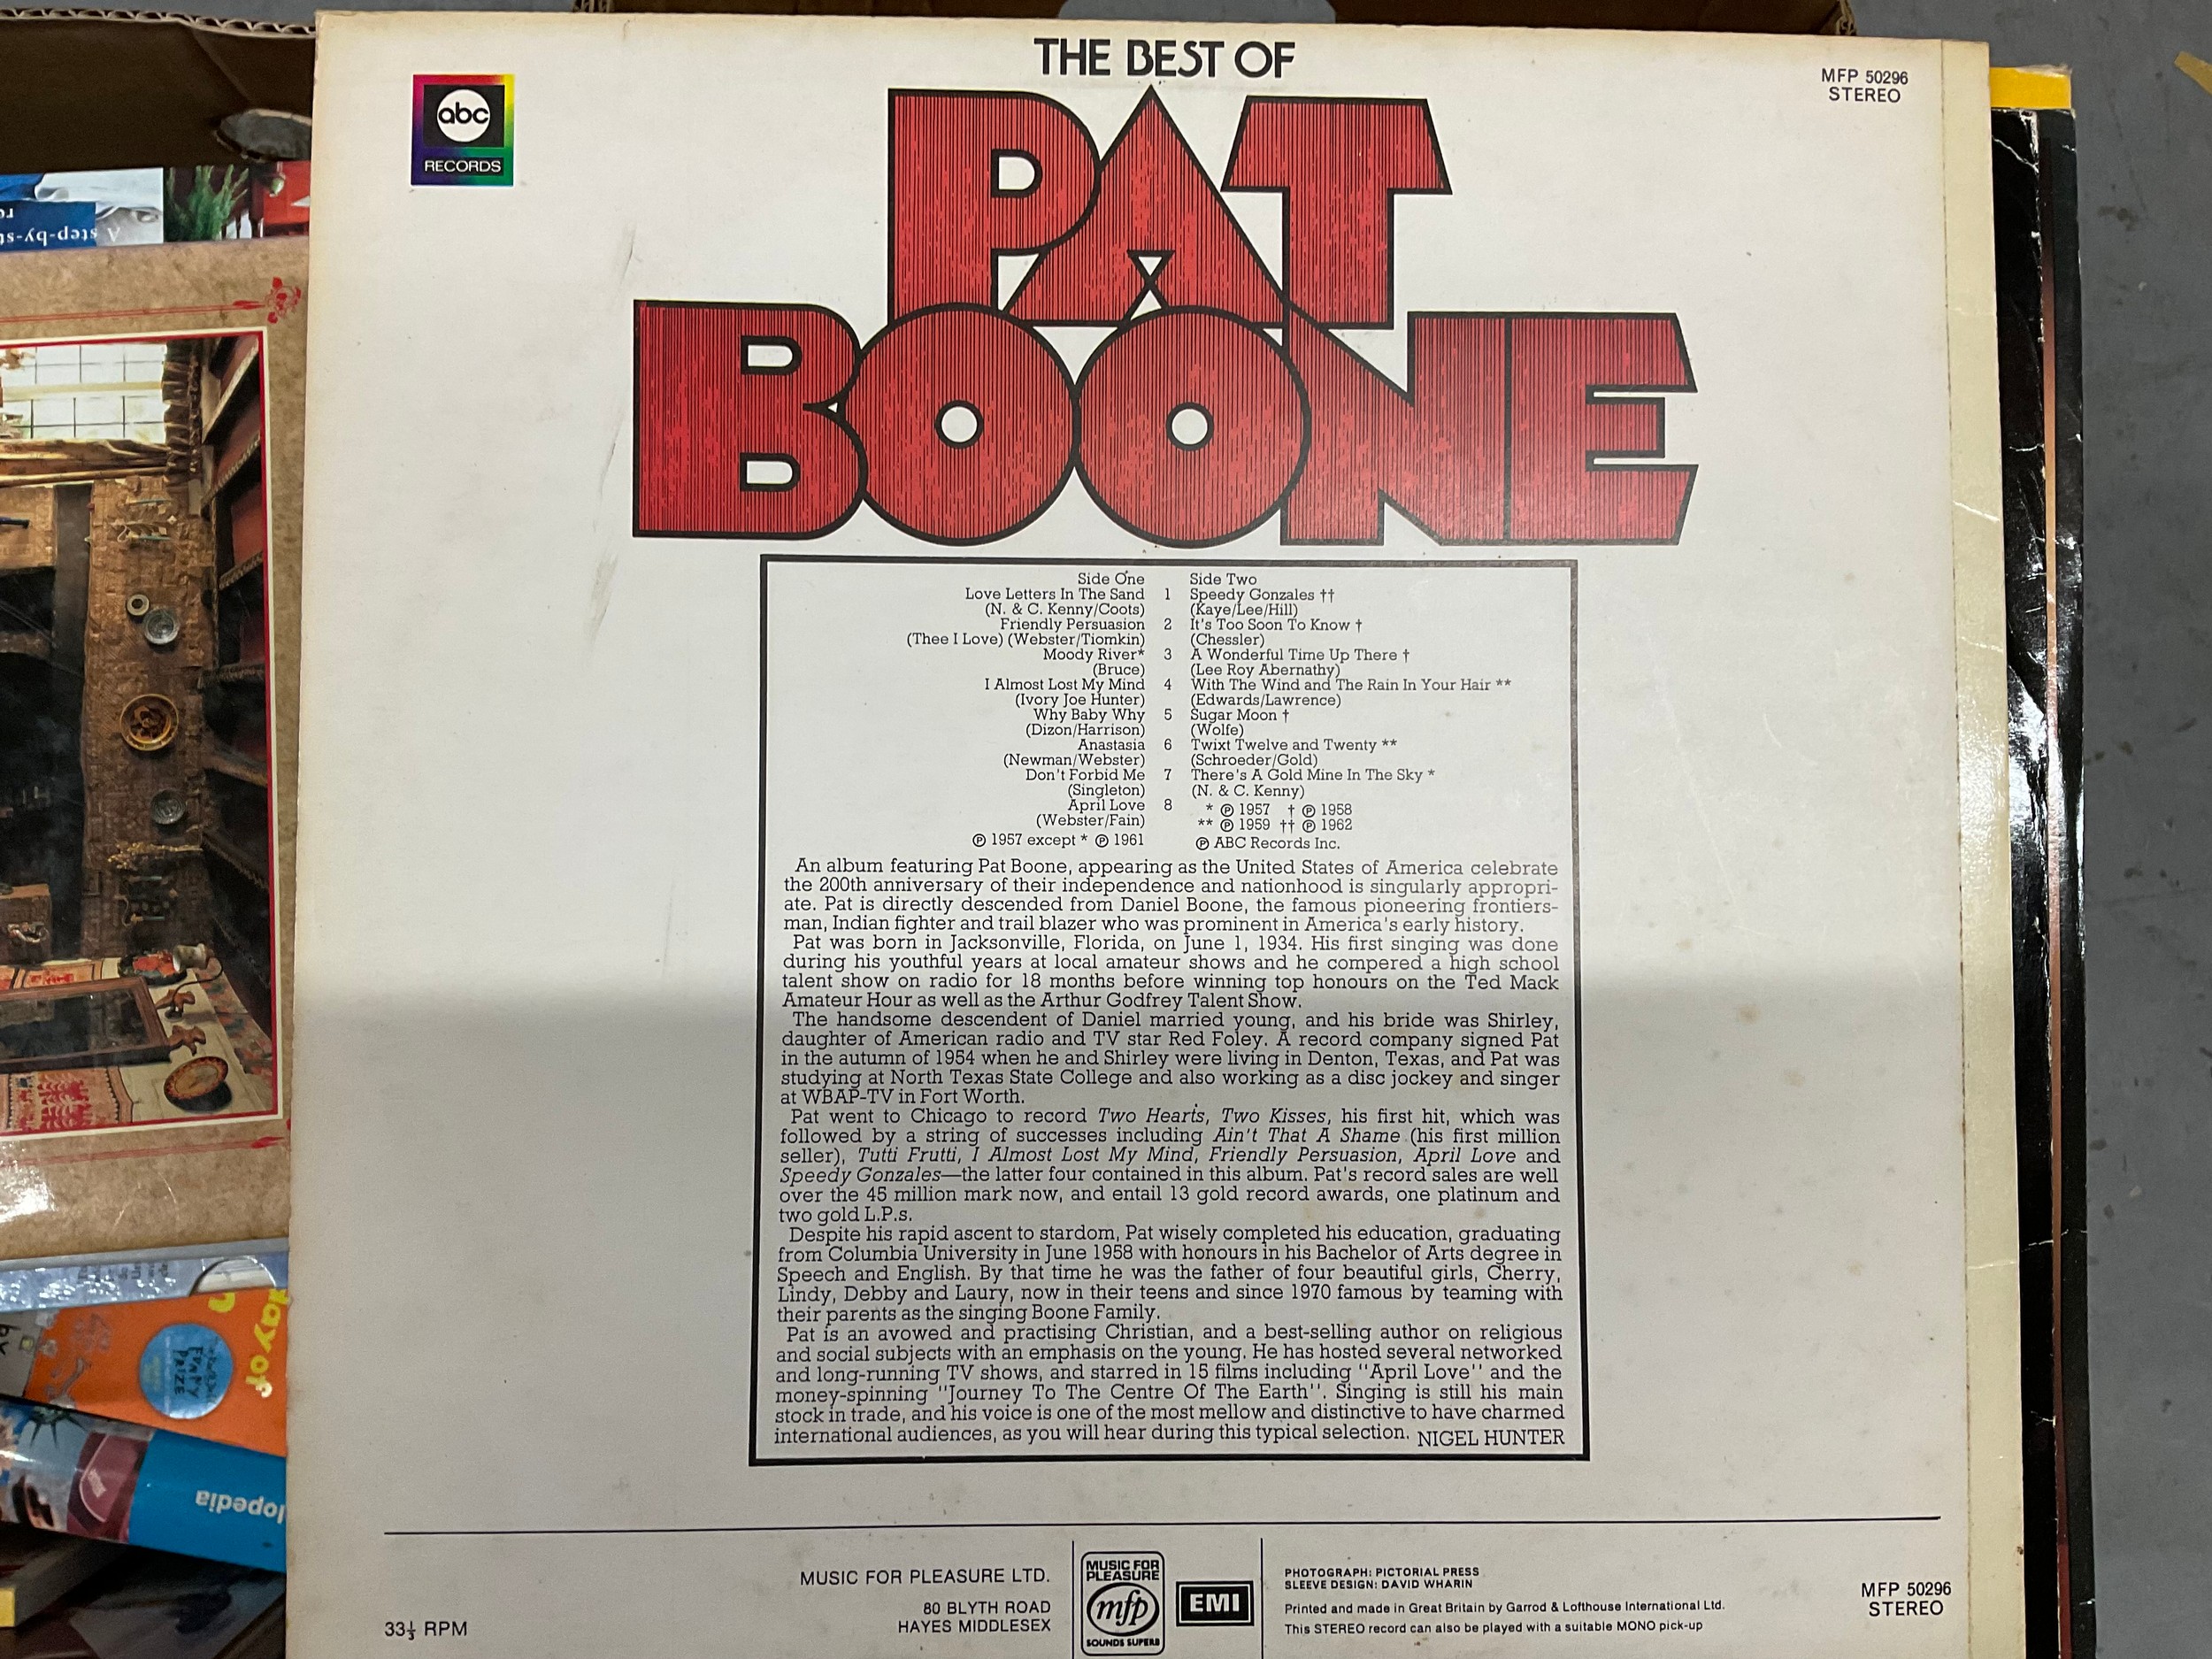 THE BEST OF
PAT
BOONE
abc
RECORDS
MFP 50296
STEREO
Side One
Love Letters In The Sand 1
(N. & C. Kenny/Coots)
Friendly Persuasion 2
(Thee I Love) (Webster/Tiomkin)
Moody River* 3
(Bruce)
I Almost Lost My Mind 4
(Ivory Joe Hunter)
Why Baby Why 5
(Dizon/Harrison)
Anastasia 6
(Newman/Webster)
Don't Forbid Me 7
(Singleton)
April Love 8
(Webster/Fain)
℗ 1957 except * ℗ 1961
Side Two
Speedy Gonzales ††
(Kaye/Lee/Hill)
It's Too Soon To Know †
(Chessler)
A Wonderful Time Up There †
(Lee Roy Abernathy)
With The Wind and The Rain In Your Hair **
(Edwards/Lawrence)
Sugar Moon †
(Wolfe)
Twixt Twelve and Twenty **
(Schroeder/Gold)
There's A Gold Mine In The Sky *
(N. & C. Kenny)
* ℗ 1957 † ℗ 1958
** ℗ 1959 †† ℗ 1962
℗ ABC Records Inc.
An album featuring Pat Boone, appearing as the United States of America celebrate
the 200th anniversary of their independence and nationhood is singularly appropri-
ate. Pat is directly descended from Daniel Boone, the famous pioneering frontiers-
man, Indian fighter and trail blazer who was prominent in America's early history.
Pat was born in Jacksonville, Florida, on June 1, 1934. His first singing was done
during his youthful years at local amateur shows and he compered a high school
talent show on radio for 18 months before winning top honours on the Ted Mack
Amateur Hour as well as the Arthur Godfrey Talent Show.
The handsome descendent of Daniel married young, and his bride was Shirley,
daughter of American radio and TV star Red Foley. A record company signed Pat
in the autumn of 1954 when he and Shirley were living in Denton, Texas, and Pat was
studying at North Texas State College and also working as a disc jockey and singer
at WBAP-TV in Fort Worth.
Pat went to Chicago to record Two Hearts, Two Kisses, his first hit, which was
followed by a string of successes including Ain't That A Shame (his first million
seller), Tutti Frutti, I Almost Lost My Mind, Friendly Persuasion, April Love and
Speedy Gonzales—the latter four contained in this album. Pat's record sales are well
over the 45 million mark now, and entail 13 gold record awards, one platinum and
two gold L.P.s.
Despite his rapid ascent to stardom, Pat wisely completed his education, graduating
from Columbia University in June 1958 with honours in his Bachelor of Arts degree in
Speech and English. By that time he was the father of four beautiful girls, Cherry,
Lindy, Debby and Laury, now in their teens and since 1970 famous by teaming with
their parents as the singing Boone Family.
Pat is an avowed and practising Christian, and a best-selling author on religious
and social subjects with an emphasis on the young. He has hosted several networked
and long-running TV shows, and starred in 15 films including "April Love" and the
money-spinning "Journey To The Centre Of The Earth". Singing is still his main
stock in trade, and his voice is one of the most mellow and distinctive to have charmed
international audiences, as you will hear during this typical selection. NIGEL HUNTER
33⅓ RPM
MUSIC FOR PLEASURE LTD.
80 BLYTH ROAD
HAYES MIDDLESEX
MUSIC FOR
PLEASURE
mfp
SOUNDS SUPERB
EMI
PHOTOGRAPH: PICTORIAL PRESS
SLEEVE DESIGN: DAVID WHARIN
Printed and made in Great Britain by Garrod & Lofthouse International Ltd.
This STEREO record can also be played with a suitable MONO pick-up
MFP 50296
STEREO
A step-by-st
day of
FUNNY
PRIZE
lopedia